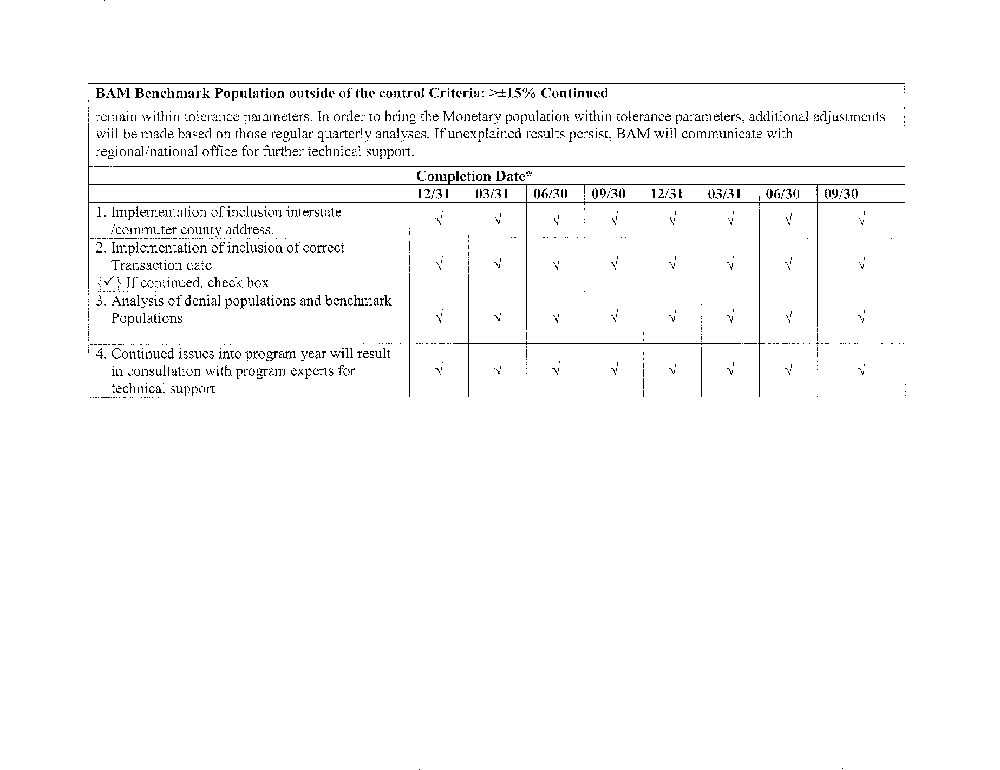 BAM Benchmark Population outside of the control Criteria: >±15% Continued
remain within tolerance parameters. In order to bring the Monetary population within tolerance parameters, additional adjustments
will be made based on those regular quarterly analyses. If unexplained results persist, BAM will communicate with
regional/national office for further technical support.
Completion Date*
12/31 03/31 06/30 09/30 12/31 03/31 06/30 09/30
1. Implementation of inclusion interstate
/commuter county address.
√ √ √ √ √ √ √ √
2. Implementation of inclusion of correct
Transaction date
{✓} If continued, check box
√ √ √ √ √ √ √ √
3. Analysis of denial populations and benchmark
Populations
√ √ √ √ √ √ √ √
4. Continued issues into program year will result
in consultation with program experts for
technical support
√ √ √ √ √ √ √ √